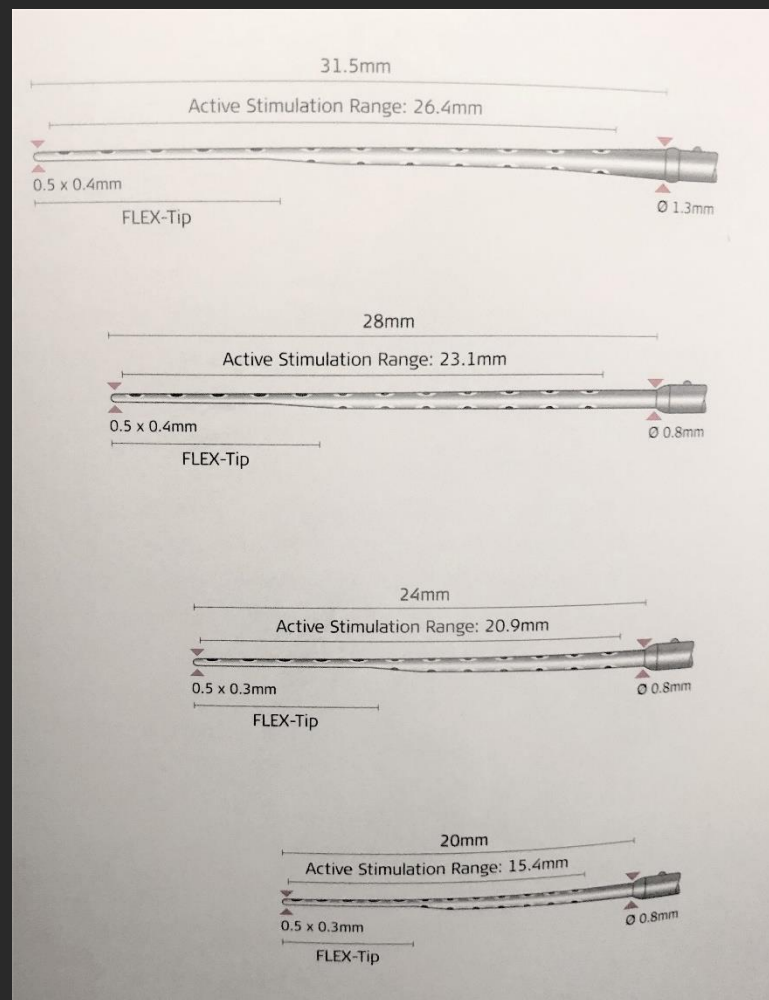 31.5mm
Active Stimulation Range: 26.4mm
0.5 x 0.4mm
Ø 1.3mm
FLEX-Tip
28mm
Active Stimulation Range: 23.1mm
0.5 x 0.4mm
Ø 0.8mm
FLEX-Tip
24mm
Active Stimulation Range: 20.9mm
0.5 x 0.3mm
Ø 0.8mm
FLEX-Tip
20mm
Active Stimulation Range: 15.4mm
0.5 x 0.3mm
Ø 0.8mm
FLEX-Tip